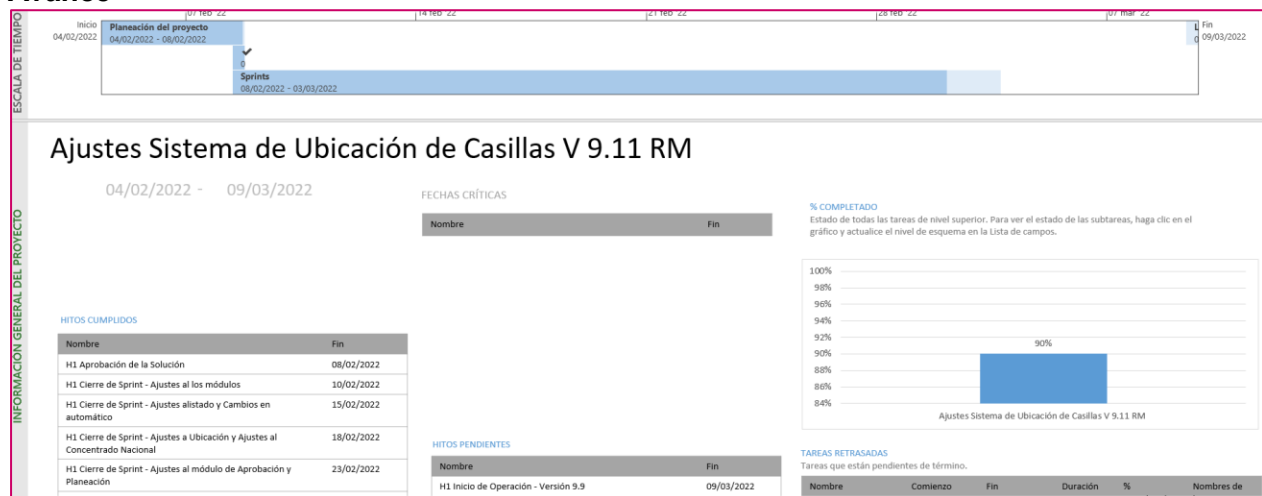 Avance
ESCALA DE TIEMPO
07 feb '22
14 feb '22
21 feb '22
28 feb '22
07 mar '22
Inicio
04/02/2022
Planeación del proyecto
04/02/2022 - 08/02/2022
0
Sprints
08/02/2022 - 03/03/2022
L
0
Fin
09/03/2022
INFORMACIÓN GENERAL DEL PROYECTO
Ajustes Sistema de Ubicación de Casillas V 9.11 RM
04/02/2022 - 09/03/2022
FECHAS CRÍTICAS
Nombre Fin
% COMPLETADO
Estado de todas las tareas de nivel superior. Para ver el estado de las subtareas, haga clic en el
gráfico y actualice el nivel de esquema en la Lista de campos.
100%
98%
96%
94%
92%
90%
88%
86%
84%
90%
Ajustes Sistema de Ubicación de Casillas V 9.11 RM
HITOS CUMPLIDOS
Nombre Fin
H1 Aprobación de la Solución 08/02/2022
H1 Cierre de Sprint - Ajustes al los módulos 10/02/2022
H1 Cierre de Sprint - Ajustes alistado y Cambios en 15/02/2022
automático
H1 Cierre de Sprint - Ajustes a Ubicación y Ajustes al 18/02/2022
Concentrado Nacional
H1 Cierre de Sprint - Ajustes al módulo de Aprobación y 23/02/2022
Planeación
HITOS PENDIENTES
Nombre Fin
H1 Inicio de Operación - Versión 9.9 09/03/2022
TAREAS RETRASADAS
Tareas que están pendientes de término.
Nombre Comienzo Fin Duración % Nombres de